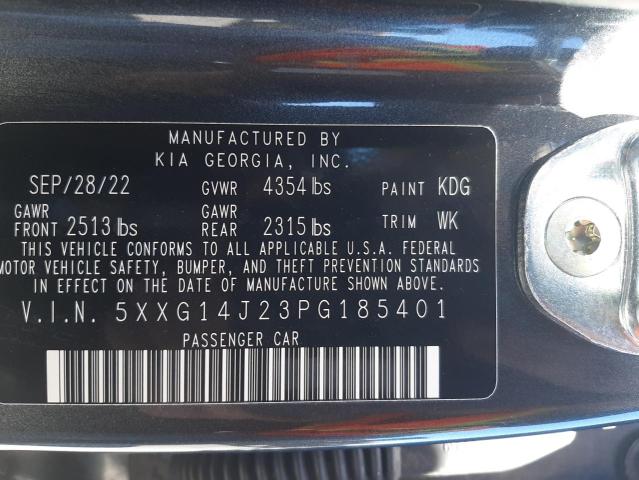 MANUFACTURED BY
KIA GEORGIA, INC.
SEP/28/22 GVWR 4354 lbs PAINT KDG
GAWR FRONT 2513 lbs GAWR REAR 2315 lbs TRIM WK
THIS VEHICLE CONFORMS TO ALL APPLICABLE U.S.A. FEDERAL
MOTOR VEHICLE SAFETY, BUMPER, AND THEFT PREVENTION STANDARDS
IN EFFECT ON THE DATE OF MANUFACTURE SHOWN ABOVE.
V.I.N. 5XXG14J23PG185401
PASSENGER CAR